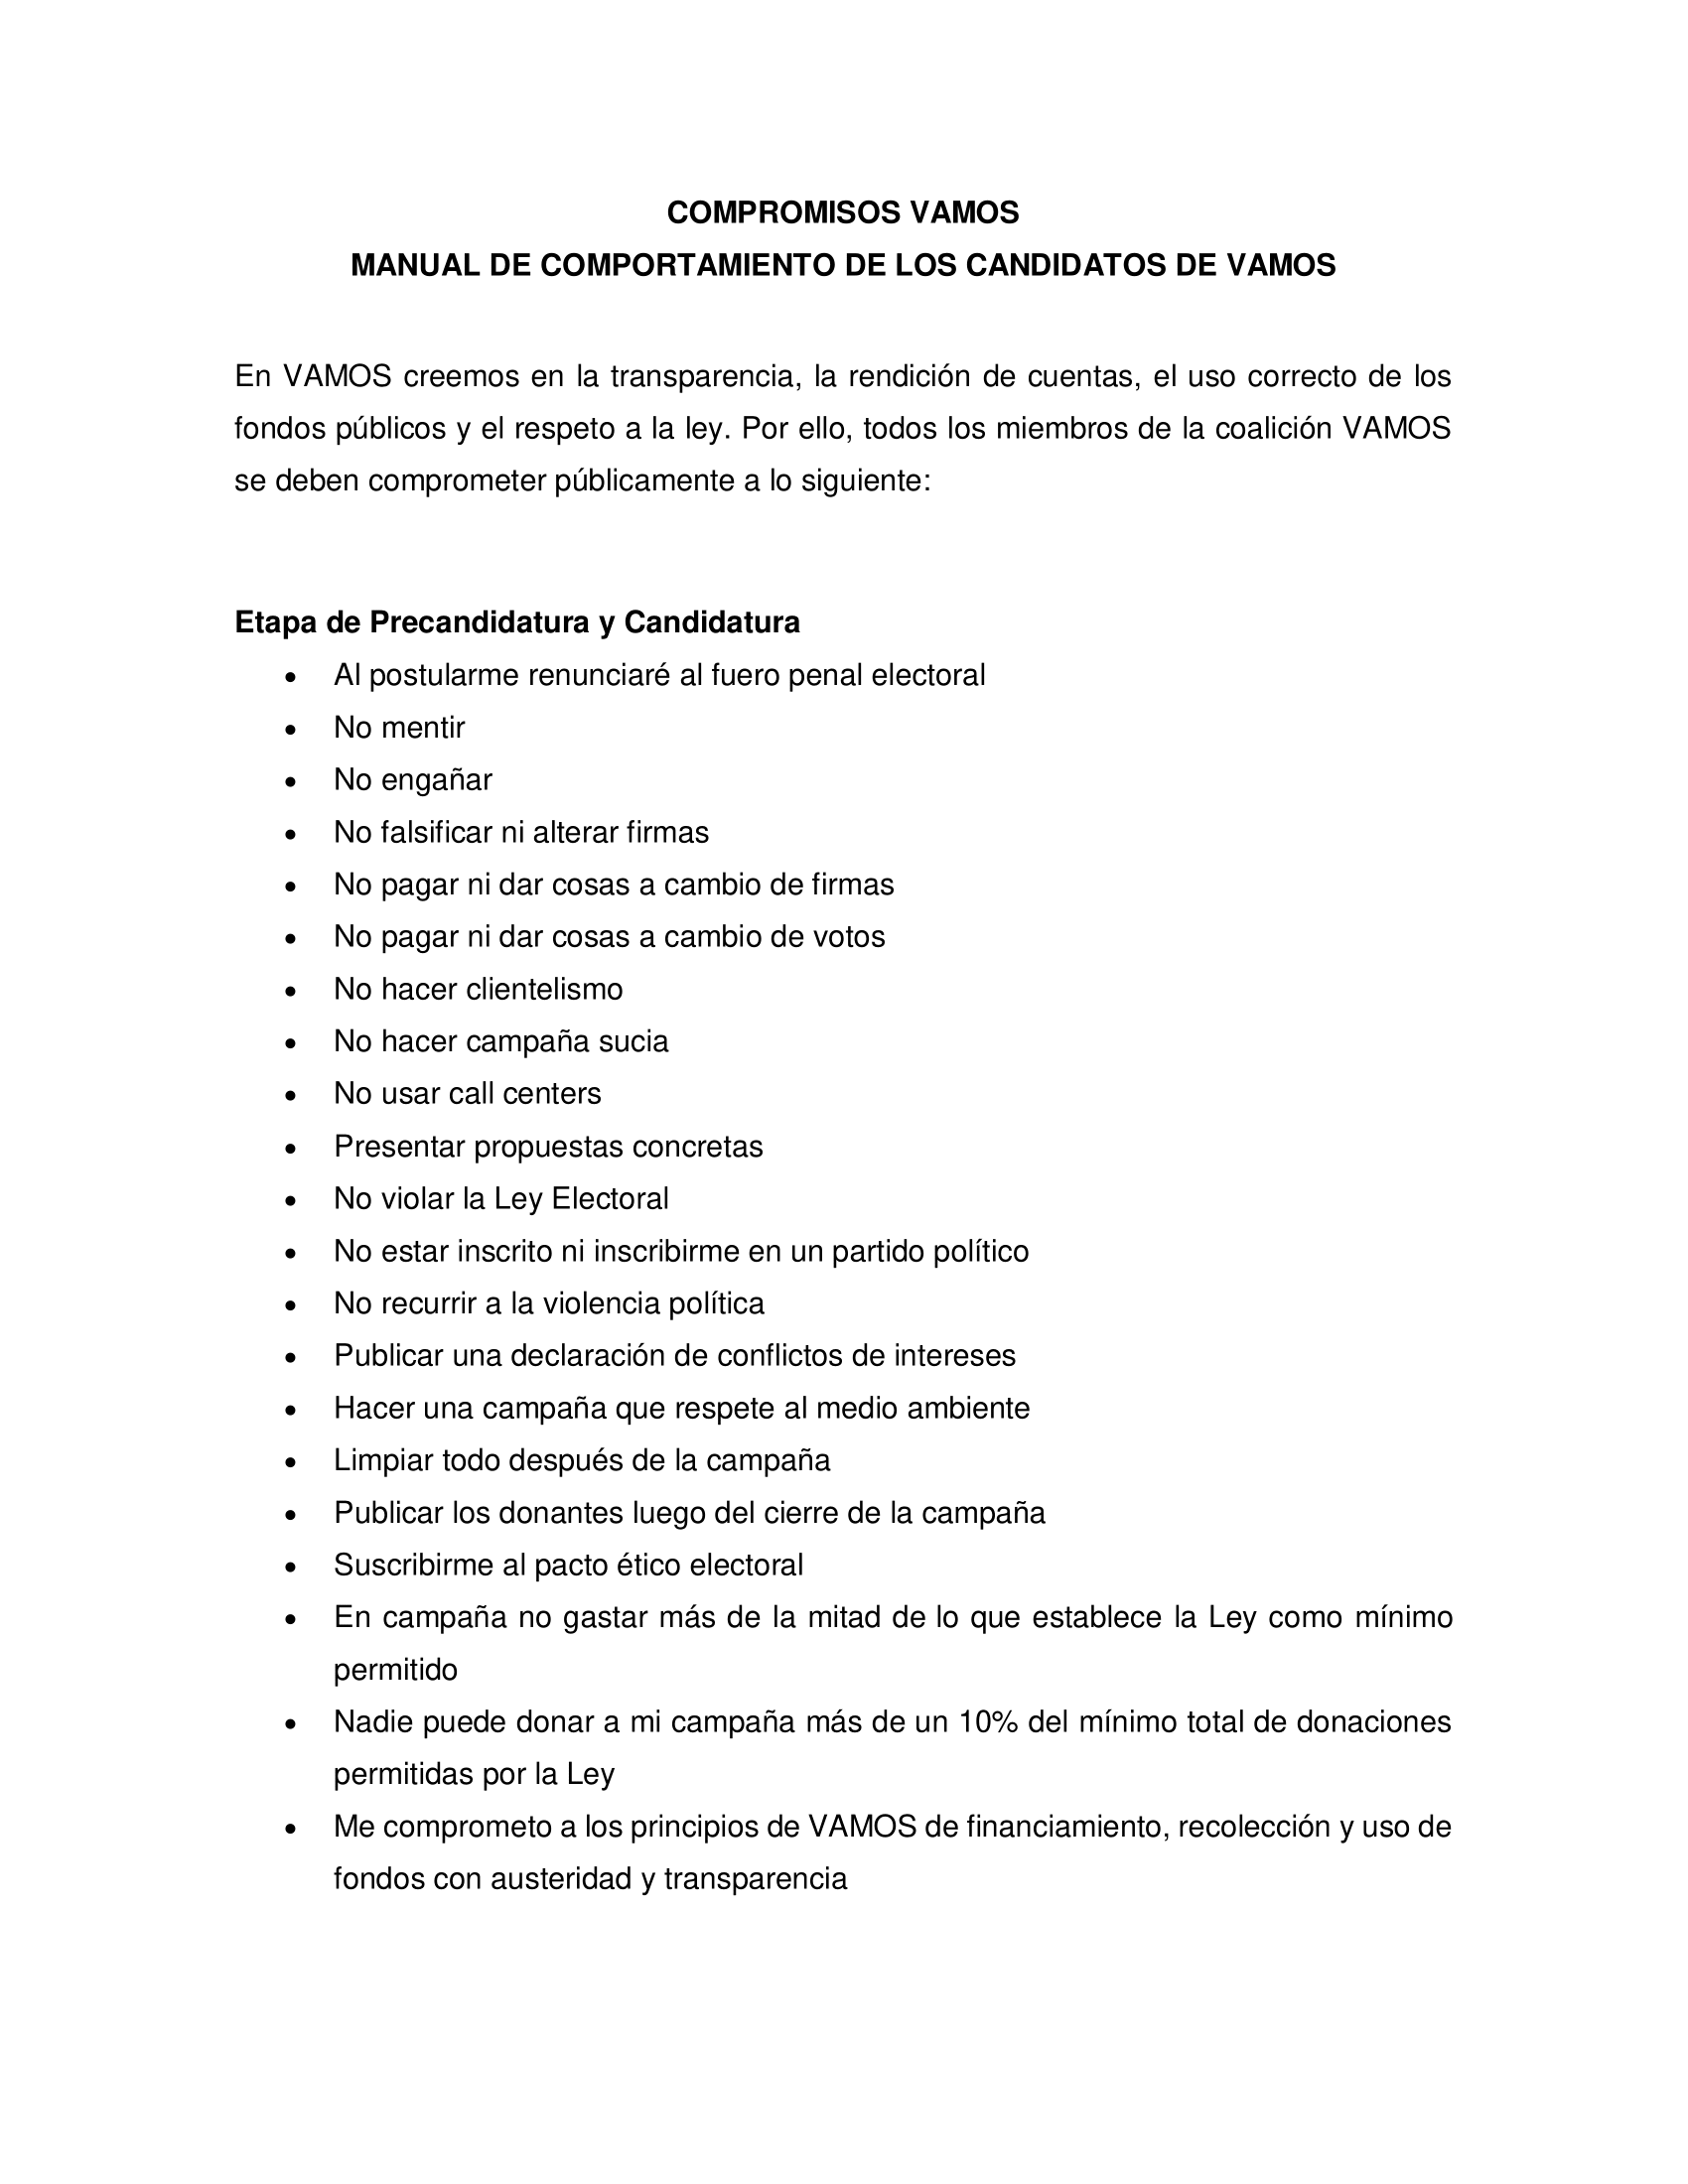 COMPROMISOS VAMOS
MANUAL DE COMPORTAMIENTO DE LOS CANDIDATOS DE VAMOS
En VAMOS creemos en la transparencia, la rendición de cuentas, el uso correcto de los
fondos públicos y el respeto a la ley. Por ello, todos los miembros de la coalición VAMOS
se deben comprometer públicamente a lo siguiente:
Etapa de Precandidatura y Candidatura
• Al postularme renunciaré al fuero penal electoral
• No mentir
• No engañar
• No falsificar ni alterar firmas
• No pagar ni dar cosas a cambio de firmas
• No pagar ni dar cosas a cambio de votos
• No hacer clientelismo
• No hacer campaña sucia
• No usar call centers
• Presentar propuestas concretas
• No violar la Ley Electoral
• No estar inscrito ni inscribirme en un partido político
• No recurrir a la violencia política
• Publicar una declaración de conflictos de intereses
• Hacer una campaña que respete al medio ambiente
• Limpiar todo después de la campaña
• Publicar los donantes luego del cierre de la campaña
• Suscribirme al pacto ético electoral
• En campaña no gastar más de la mitad de lo que establece la Ley como mínimo
permitido
• Nadie puede donar a mi campaña más de un 10% del mínimo total de donaciones
permitidas por la Ley
• Me comprometo a los principios de VAMOS de financiamiento, recolección y uso de
fondos con austeridad y transparencia